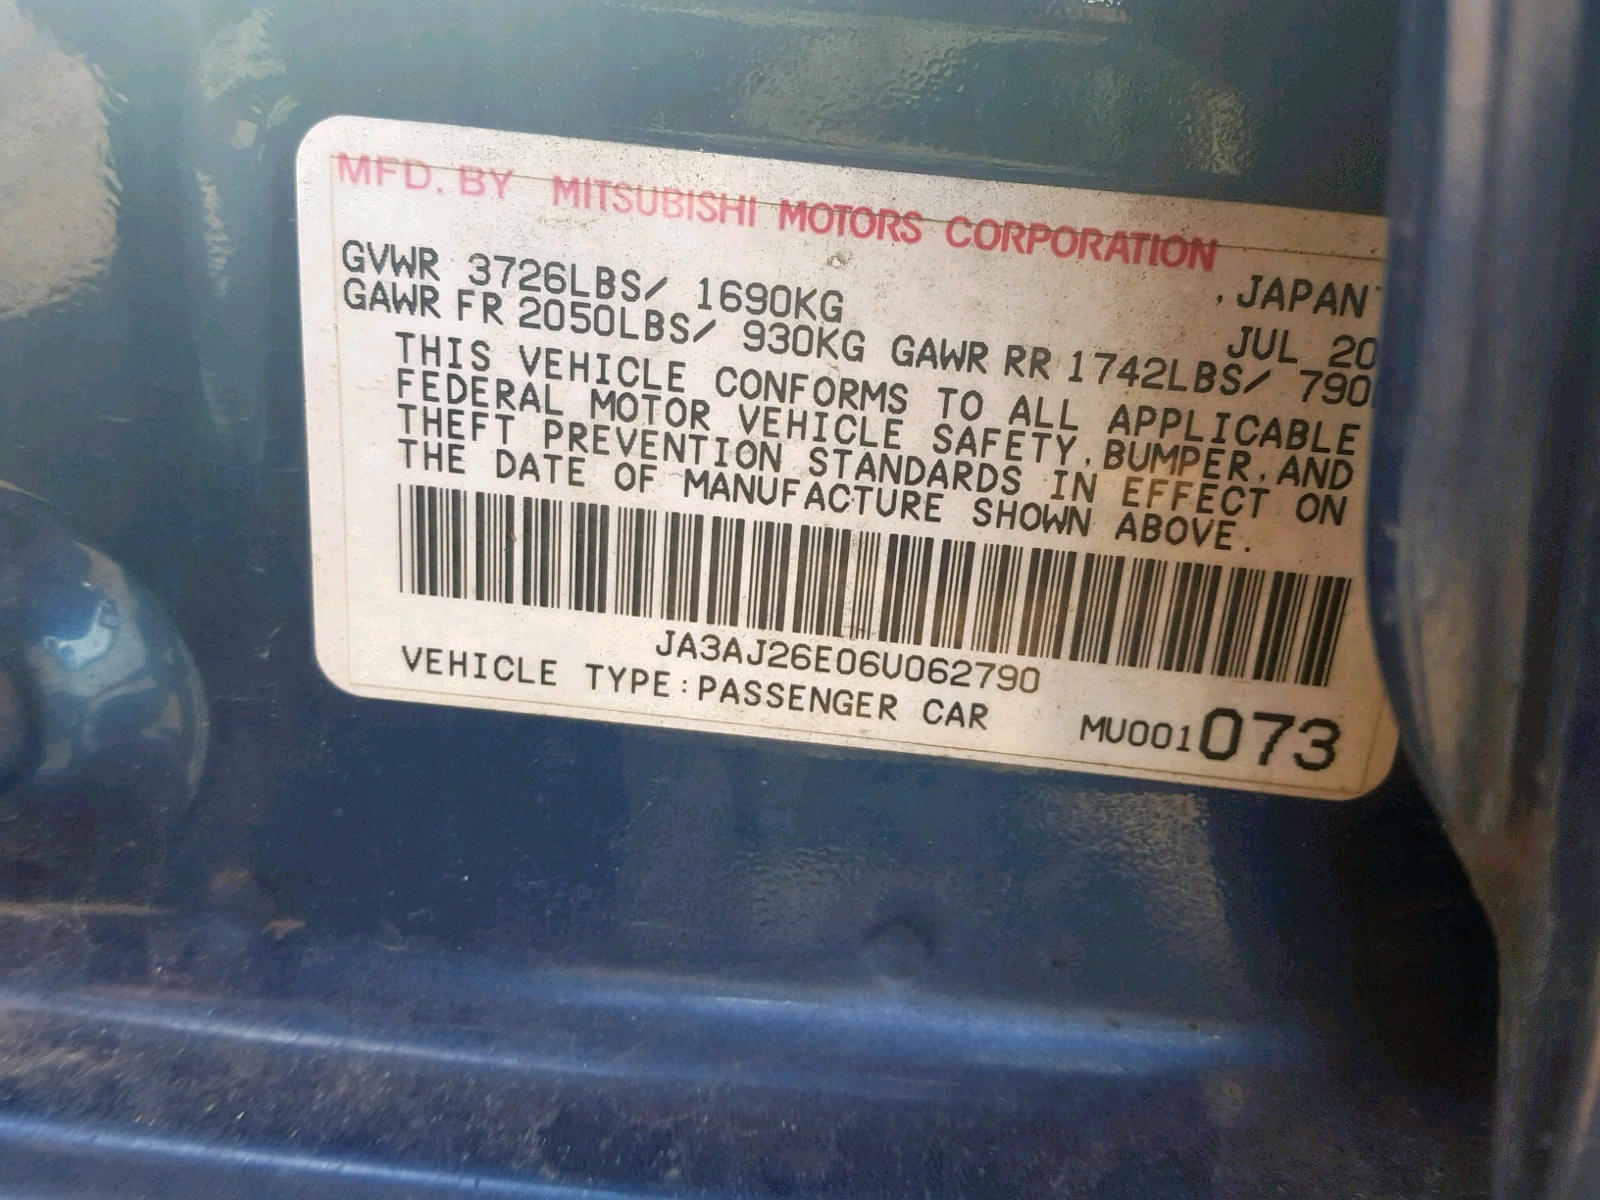 MFD. BY MITSUBISHI MOTORS CORPORATION
, JAPAN
GVWR 3726LBS/ 1690KG JUL 20
GAWR FR 2050LBS/ 930KG GAWR RR 1742LBS/ 790
THIS VEHICLE CONFORMS TO ALL APPLICABLE
FEDERAL MOTOR VEHICLE SAFETY, BUMPER, AND
THEFT PREVENTION STANDARDS IN EFFECT ON
THE DATE OF MANUFACTURE SHOWN ABOVE.
JA3AJ26E06U062790
VEHICLE TYPE:PASSENGER CAR
MU001073